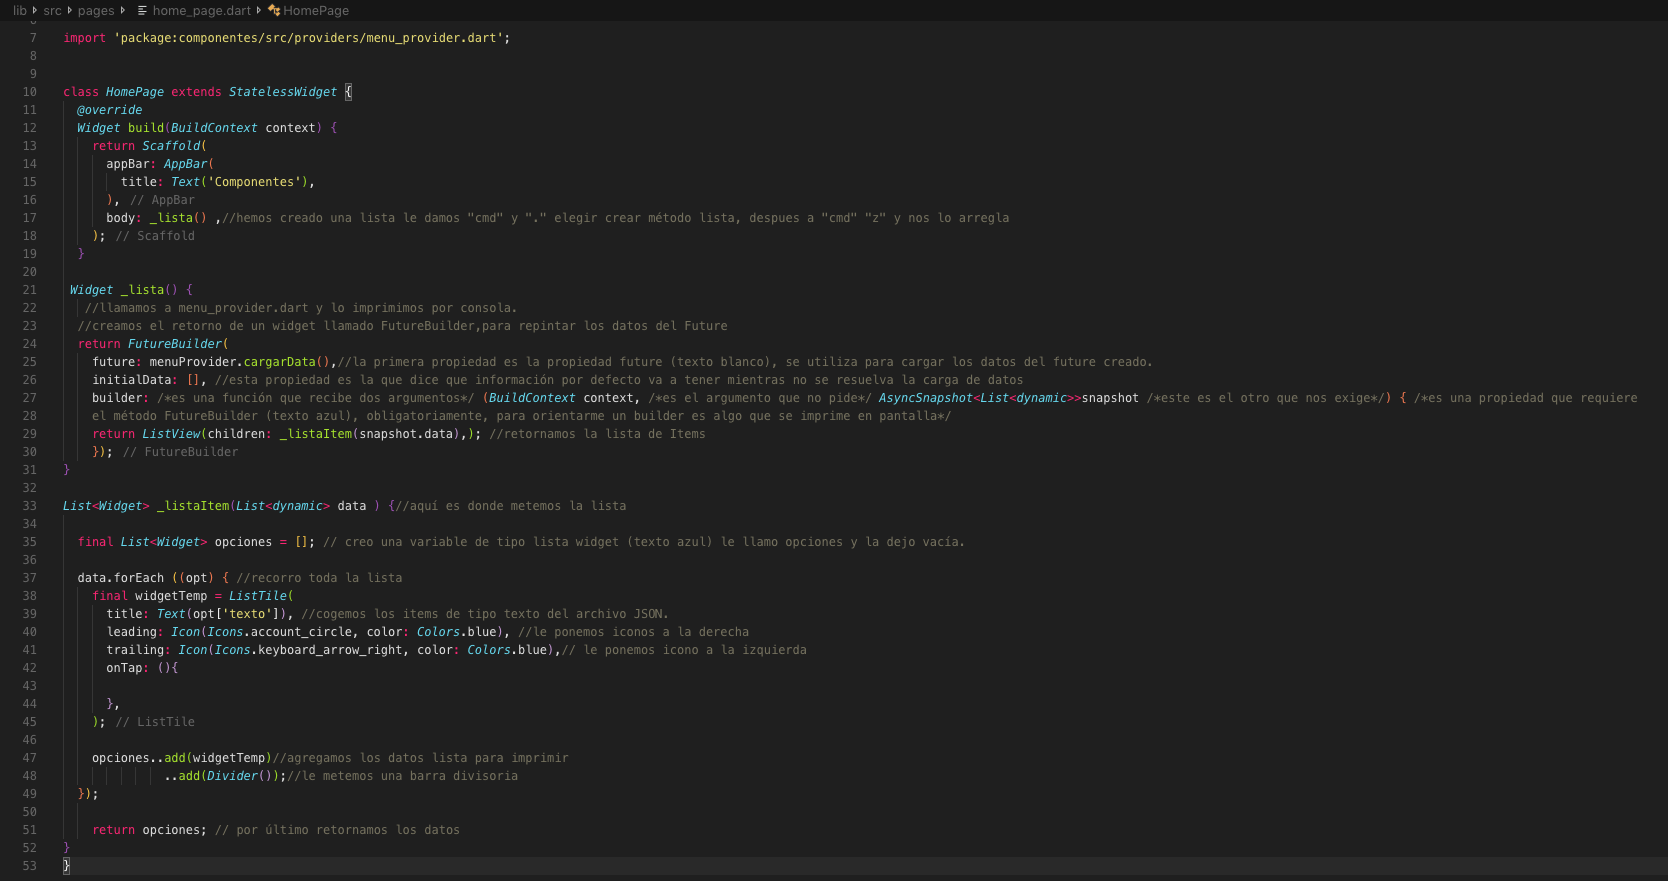 lib src pages home_page.dart HomePage
6
7 import 'package:componentes/src/providers/menu_provider.dart';
8
9
10 class HomePage extends StatelessWidget {
11 @override
12 Widget build(BuildContext context) {
13 return Scaffold(
14 appBar: AppBar(
15 title: Text('Componentes'),
16 ), // AppBar
17 body: _lista() ,//hemos creado una lista le damos "cmd" y "." elegir crear método lista, despues a "cmd" "z" y nos lo arregla
18 ); // Scaffold
19 }
20
21 Widget _lista() {
22 //llamamos a menu_provider.dart y lo imprimimos por consola.
23 //creamos el retorno de un widget llamado FutureBuilder,para repintar los datos del Future
24 return FutureBuilder(
25 future: menuProvider.cargarData(),//la primera propiedad es la propiedad future (texto blanco), se utiliza para cargar los datos del future creado.
26 initialData: [], //esta propiedad es la que dice que información por defecto va a tener mientras no se resuelva la carga de datos
27 builder: /*es una función que recibe dos argumentos*/ (BuildContext context, /*es el argumento que no pide*/ AsyncSnapshot<List<dynamic>>snapshot /*este es el otro que nos exige*/) { /*es una propiedad que requiere
28 el método FutureBuilder (texto azul), obligatoriamente, para orientarme un builder es algo que se imprime en pantalla*/
29 return ListView(children: _listaItem(snapshot.data),); //retornamos la lista de Items
30 }); // FutureBuilder
31 }
32
33 List<Widget> _listaItem(List<dynamic> data ) {//aquí es donde metemos la lista
34
35 final List<Widget> opciones = []; // creo una variable de tipo lista widget (texto azul) le llamo opciones y la dejo vacía.
36
37 data.forEach ((opt) { //recorro toda la lista
38 final widgetTemp = ListTile(
39 title: Text(opt['texto']), //cogemos los items de tipo texto del archivo JSON.
40 leading: Icon(Icons.account_circle, color: Colors.blue), //le ponemos iconos a la derecha
41 trailing: Icon(Icons.keyboard_arrow_right, color: Colors.blue),// le ponemos icono a la izquierda
42 onTap: (){
43
44 },
45 ); // ListTile
46
47 opciones..add(widgetTemp)//agregamos los datos lista para imprimir
48 ..add(Divider());//le metemos una barra divisoria
49 });
50
51 return opciones; // por último retornamos los datos
52 }
53 }